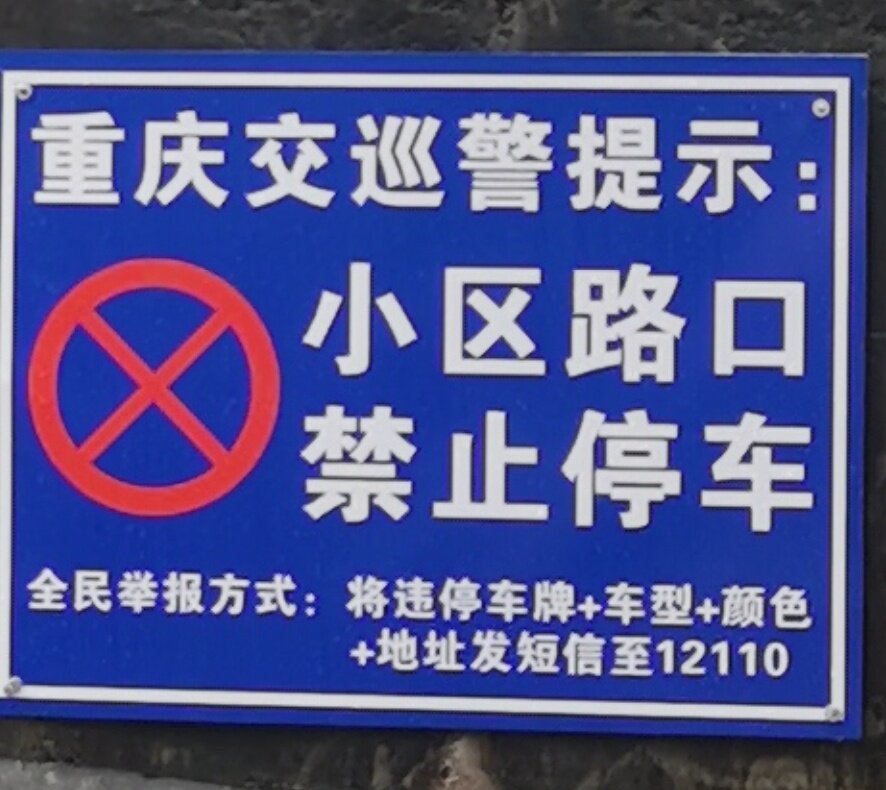 重庆交巡警提示：
小区路口
禁止停车
全民举报方式：将违停车牌+车型+颜色
+地址发短信至12110